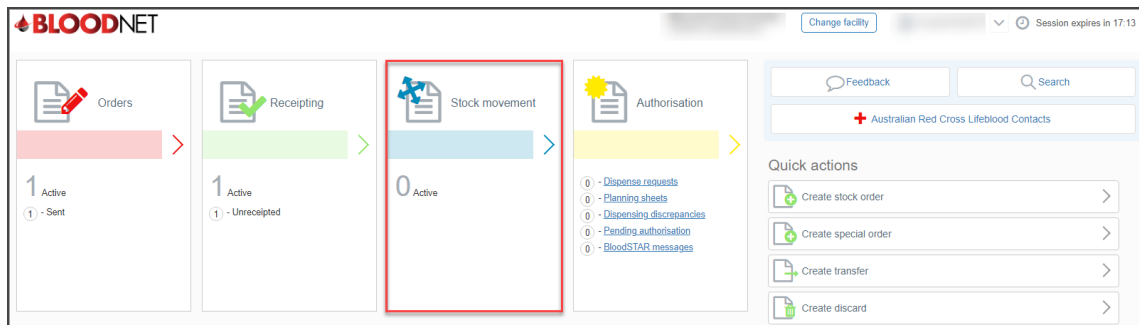 BLOODNET
Change facility
Session expires in 17:13
Orders
1 Active
1 - Sent
Receipting
1 Active
1 - Unreceipted
Stock movement
0 Active
Authorisation
0 - Dispense requests
0 - Planning sheets
0 - Dispensing discrepancies
0 - Pending authorisation
0 - BloodSTAR messages
Feedback
Search
Australian Red Cross Lifeblood Contacts
Quick actions
Create stock order
Create special order
Create transfer
Create discard